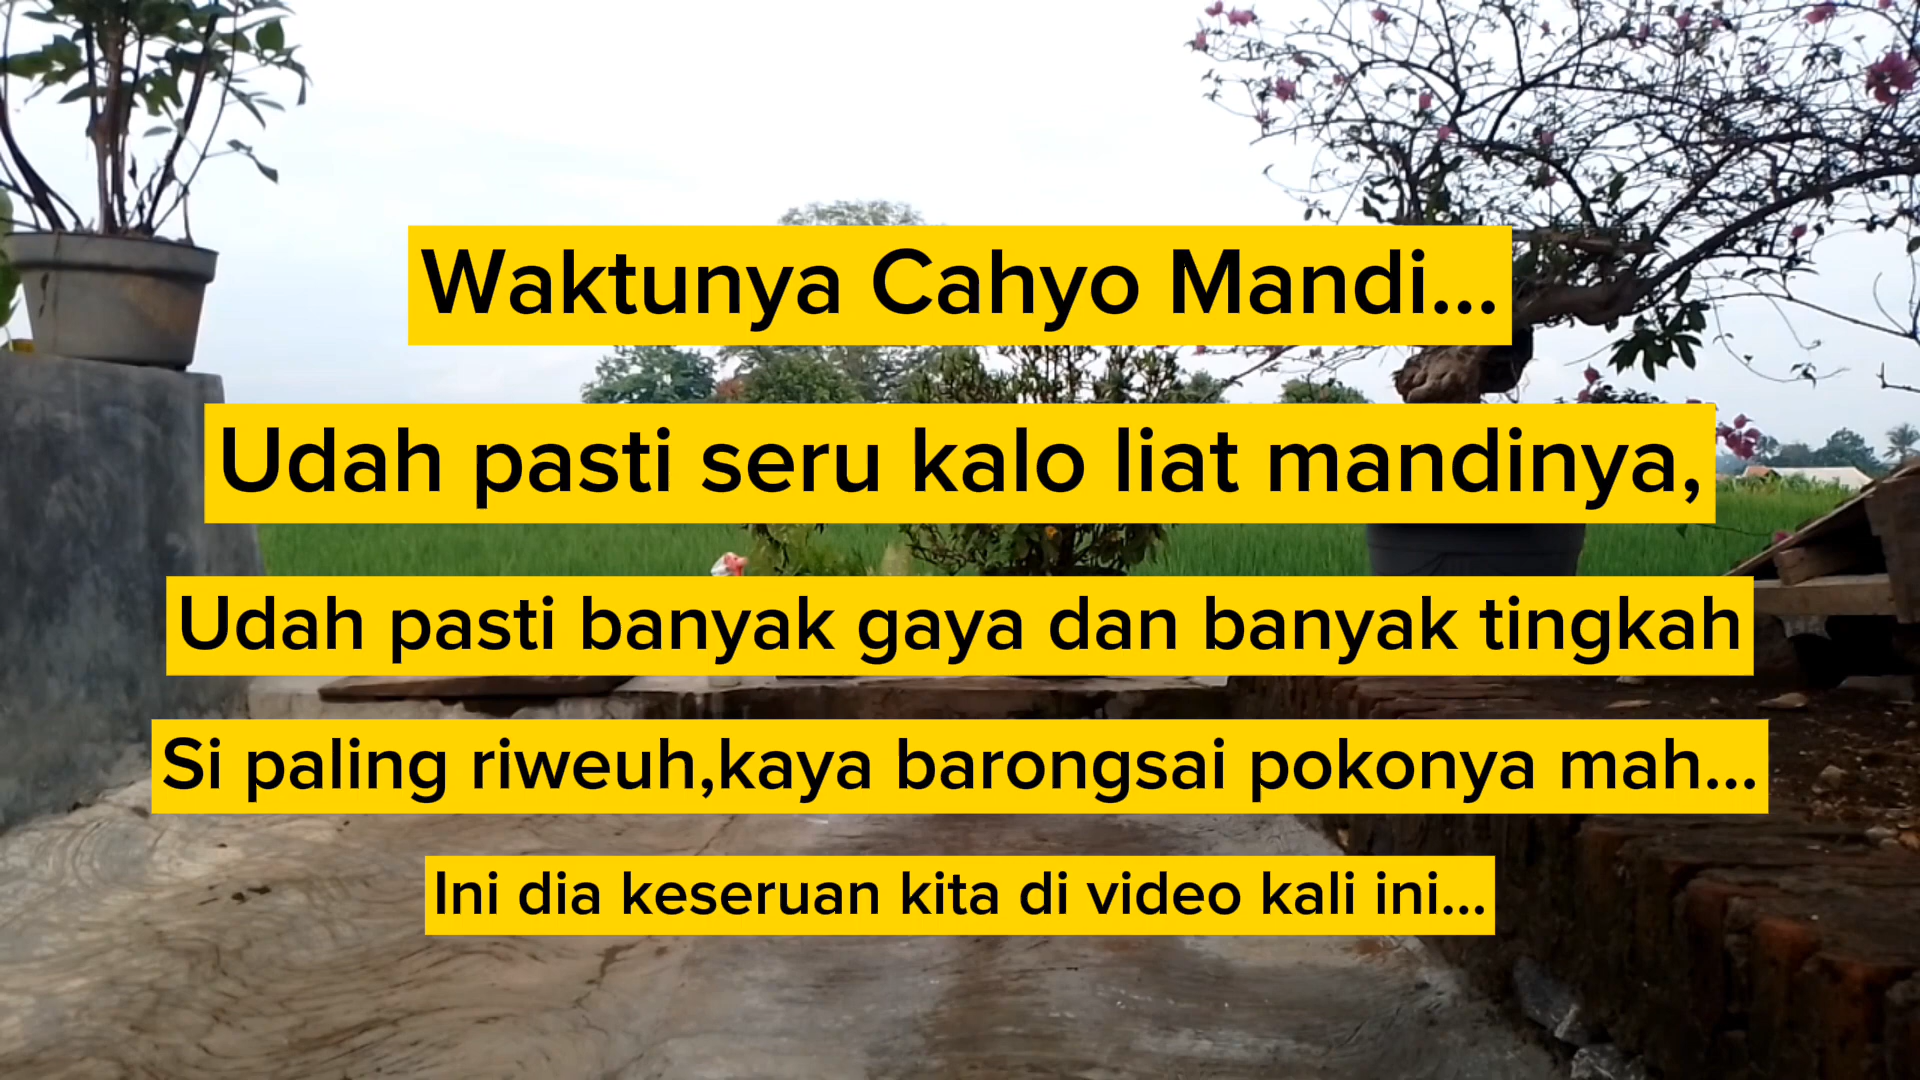 Waktunya Cahyo Mandi...
Udah pasti seru kalo liat mandinya,
Udah pasti banyak gaya dan banyak tingkah
Si paling riweuh,kaya barongsai pokonya mah...
Ini dia keseruan kita di video kali ini...